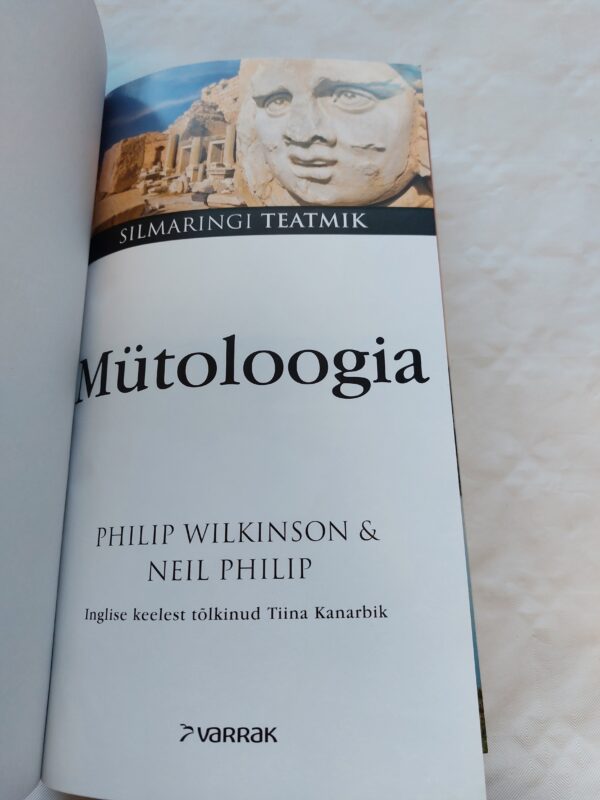 SILMARINGI TEATMIK
Mütoloogia
PHILIP WILKINSON &
NEIL PHILIP
Inglise keelest tõlkinud Tiina Kanarbik
VARRAK